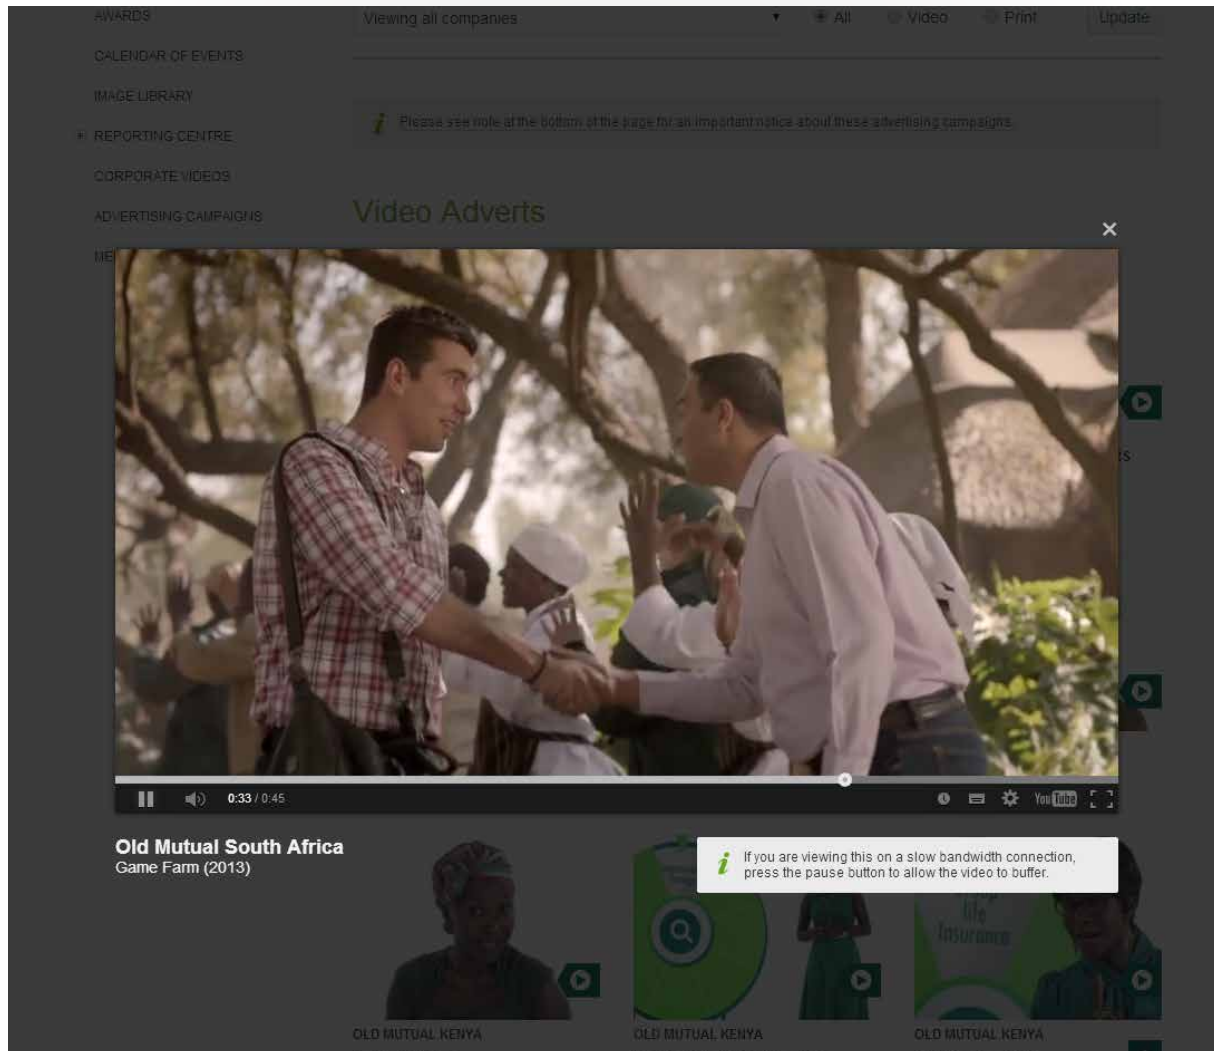 AWARDS
Viewing all companies
All
Video
Print
Update
CALENDAR OF EVENTS
IMAGE LIBRARY
Please see note at the bottom of the page for an important notice about these advertising campaigns.
REPORTING CENTRE
CORPORATE VIDEOS
ADVERTISING CAMPAIGNS
Video Adverts
ME
0:33 / 0:45
YouTube
Old Mutual South Africa
Game Farm (2013)
If you are viewing this on a slow bandwidth connection,
press the pause button to allow the video to buffer.
life
Insurance
OLD MUTUAL KENYA
OLD MUTUAL KENYA
OLD MUTUAL KENYA